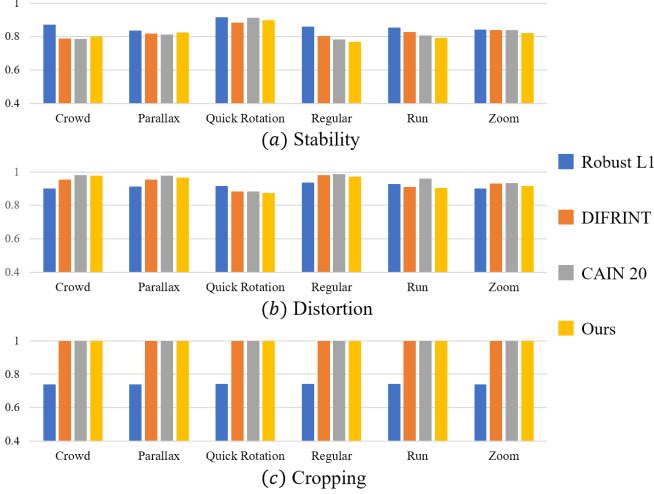 1
0.8
0.6
0.4
Crowd Parallax Quick Rotation Regular Run Zoom
(a) Stability
1
0.8
0.6
0.4
Crowd Parallax Quick Rotation Regular Run Zoom
(b) Distortion
1
0.8
0.6
0.4
Crowd Parallax Quick Rotation Regular Run Zoom
(c) Cropping
Robust L1
DIFRINT
CAIN 20
Ours